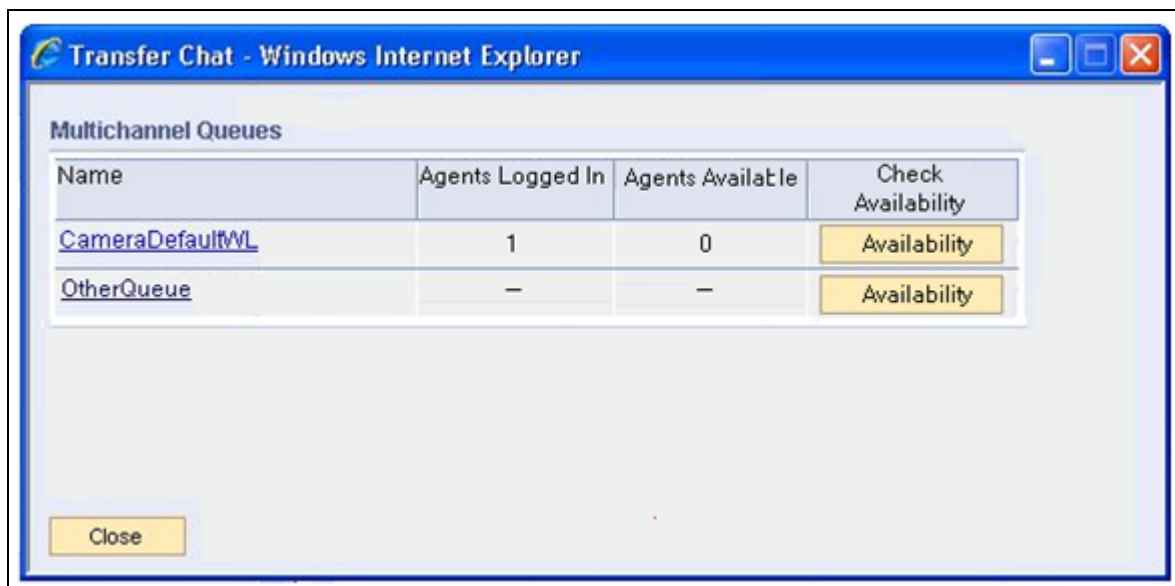 Transfer Chat - Windows Internet Explorer
Multichannel Queues
Name Agents Logged In Agents Available Check Availability
CameraDefaultWL 1 0 Availability
OtherQueue – – Availability
Close